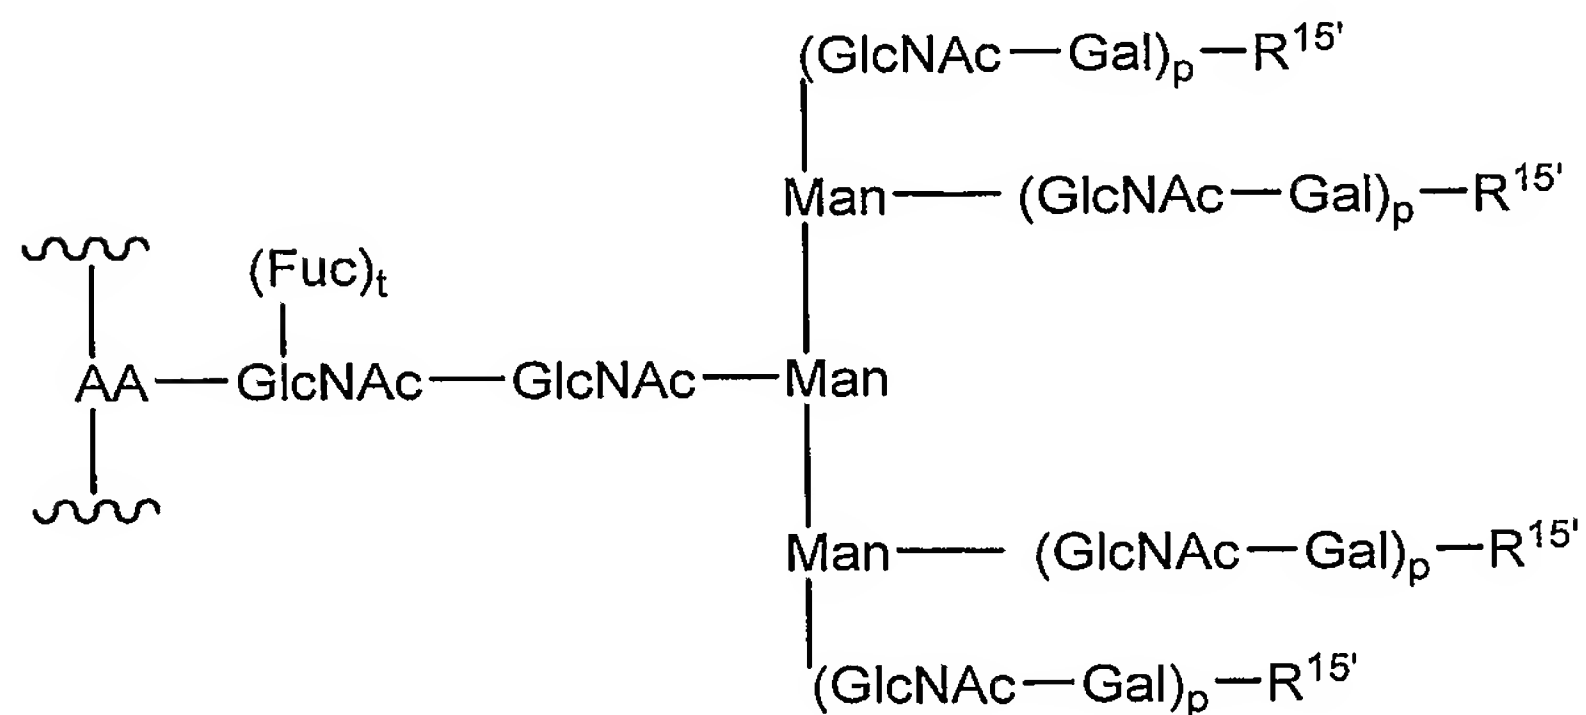 (GlcNAc—Gal)p—R15'
Man—(GlcNAc—Gal)p—R15'
(Fuc)t
AA—GlcNAc—GlcNAc—Man
Man—(GlcNAc—Gal)p—R15'
(GlcNAc—Gal)p—R15'